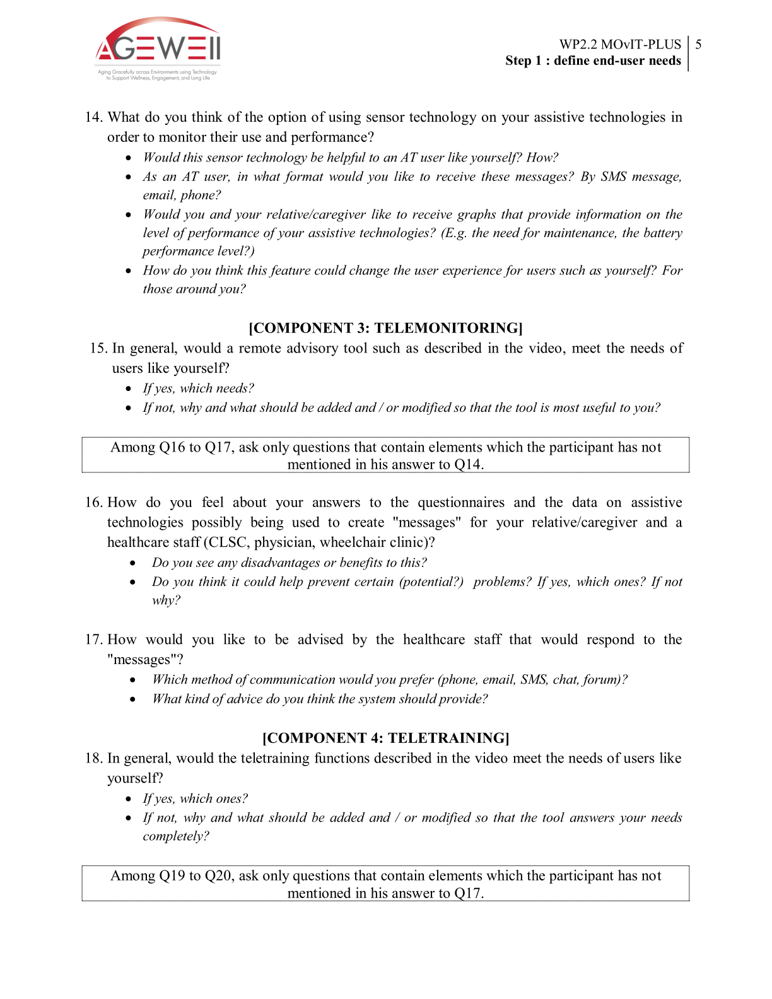 AGEWELL
Aging Gracefully across Environments using Technology
to Support Wellness, Engagement, and Long Life
WP2.2 MOvIT-PLUS 5
Step 1 : define end-user needs
14. What do you think of the option of using sensor technology on your assistive technologies in
order to monitor their use and performance?
• Would this sensor technology be helpful to an AT user like yourself? How?
• As an AT user, in what format would you like to receive these messages? By SMS message,
email, phone?
• Would you and your relative/caregiver like to receive graphs that provide information on the
level of performance of your assistive technologies? (E.g. the need for maintenance, the battery
performance level?)
• How do you think this feature could change the user experience for users such as yourself? For
those around you?
[COMPONENT 3: TELEMONITORING]
15. In general, would a remote advisory tool such as described in the video, meet the needs of
users like yourself?
• If yes, which needs?
• If not, why and what should be added and / or modified so that the tool is most useful to you?
Among Q16 to Q17, ask only questions that contain elements which the participant has not
mentioned in his answer to Q14.
16. How do you feel about your answers to the questionnaires and the data on assistive
technologies possibly being used to create "messages" for your relative/caregiver and a
healthcare staff (CLSC, physician, wheelchair clinic)?
• Do you see any disadvantages or benefits to this?
• Do you think it could help prevent certain (potential?) problems? If yes, which ones? If not
why?
17. How would you like to be advised by the healthcare staff that would respond to the
"messages"?
• Which method of communication would you prefer (phone, email, SMS, chat, forum)?
• What kind of advice do you think the system should provide?
[COMPONENT 4: TELETRAINING]
18. In general, would the teletraining functions described in the video meet the needs of users like
yourself?
• If yes, which ones?
• If not, why and what should be added and / or modified so that the tool answers your needs
completely?
Among Q19 to Q20, ask only questions that contain elements which the participant has not
mentioned in his answer to Q17.